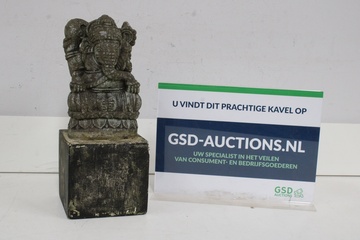 U VINDT DIT PRACHTIGE KAVEL OP
GSD-AUCTIONS.NL
UW SPECIALIST IN HET VEILEN
VAN CONSUMENT- EN BEDRIJFSGOEDEREN
GSD